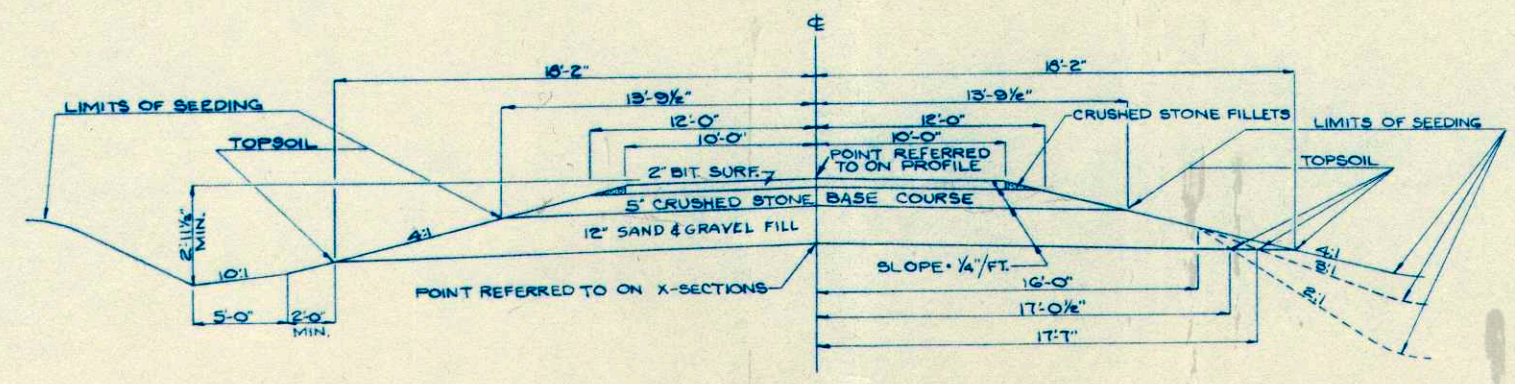 ℄
18'-2"
18'-2"
13'-9½"
13'-9½"
LIMITS OF SEEDING
12'-0"
12'-0"
CRUSHED STONE FILLETS
LIMITS OF SEEDING
TOPSOIL
10'-0"
10'-0"
POINT REFERRED
TO ON PROFILE
TOPSOIL
2" BIT. SURF.
5" CRUSHED STONE BASE COURSE
2'-11½"
MIN.
4:1
12" SAND & GRAVEL FILL
4:1
3:1
10:1
SLOPE • ¼"/FT.
2:1
POINT REFERRED TO ON X-SECTIONS
16'-0"
5'-0"
2'-0"
MIN.
17'-0½"
17'-7"